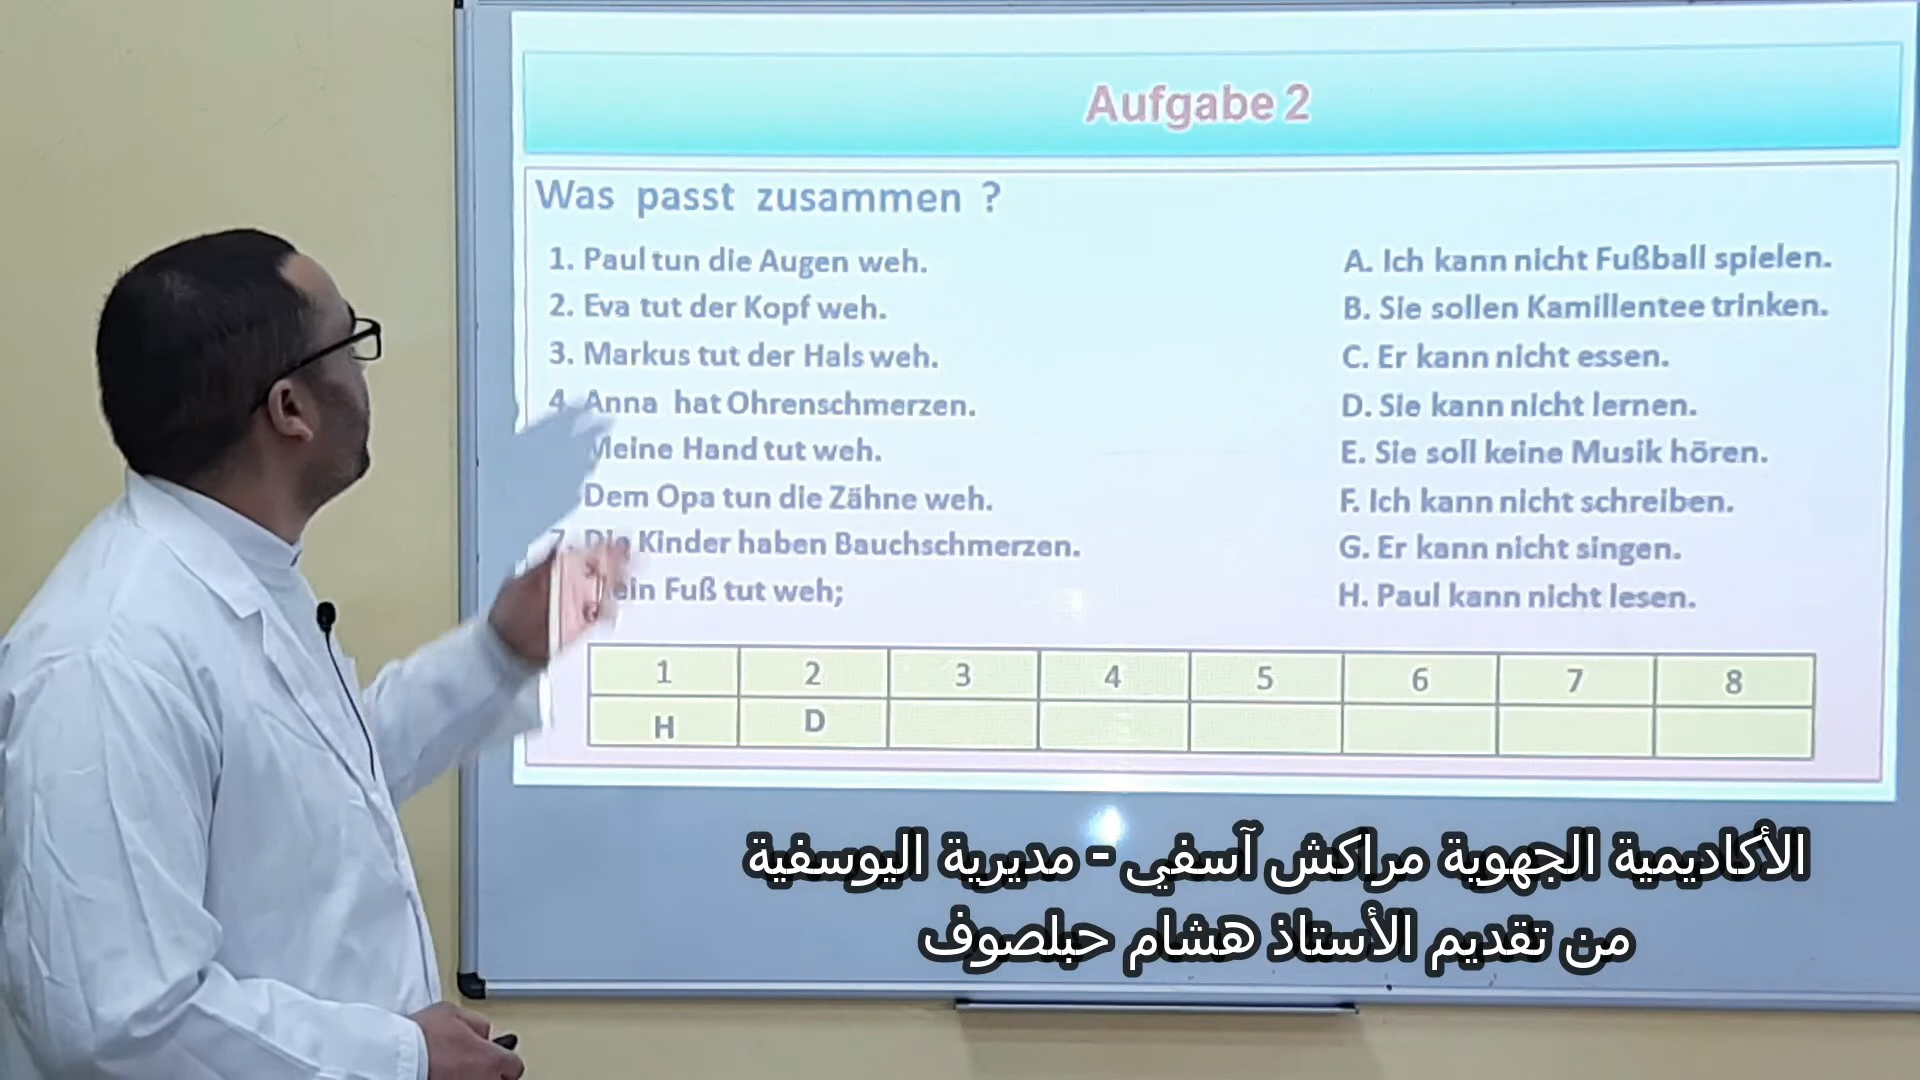 Aufgabe 2
Was passt zusammen ?
1. Paul tun die Augen weh.
2. Eva tut der Kopf weh.
3. Markus tut der Hals weh.
4. Anna hat Ohrenschmerzen.
Meine Hand tut weh.
Dem Opa tun die Zähne weh.
7. Die Kinder haben Bauchschmerzen.
ein Fuß tut weh;
A. Ich kann nicht Fußball spielen.
B. Sie sollen Kamillentee trinken.
C. Er kann nicht essen.
D. Sie kann nicht lernen.
E. Sie soll keine Musik hören.
F. Ich kann nicht schreiben.
G. Er kann nicht singen.
H. Paul kann nicht lesen.
1 2 3 4 5 6 7 8
H D
الأكاديمية الجهوية مراكش آسفي - مديرية اليوسفية
من تقديم الأستاذ هشام حبلصوف